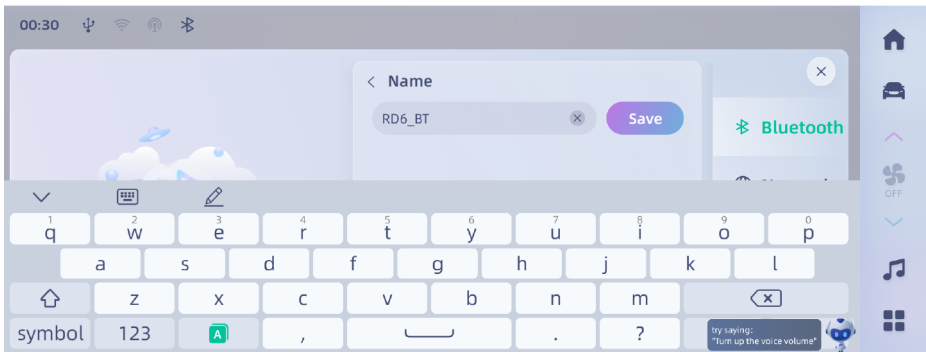 00:30
Name
RD6_BT
Save
Bluetooth
OFF
1 2 3 4 5 6 7 8 9 0
q w e r t y u i o p
a s d f g h j k l
z x c v b n m
symbol 123 A , . ?
try saying:
"Turn up the voice volume"